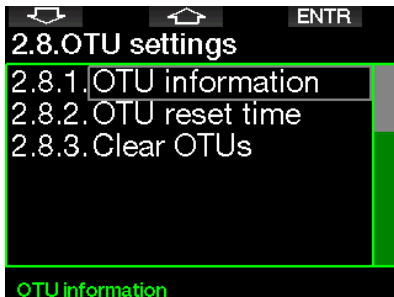 ENTR
2.8.OTU settings
2.8.1.OTU information
2.8.2.OTU reset time
2.8.3.Clear OTUs
OTU information